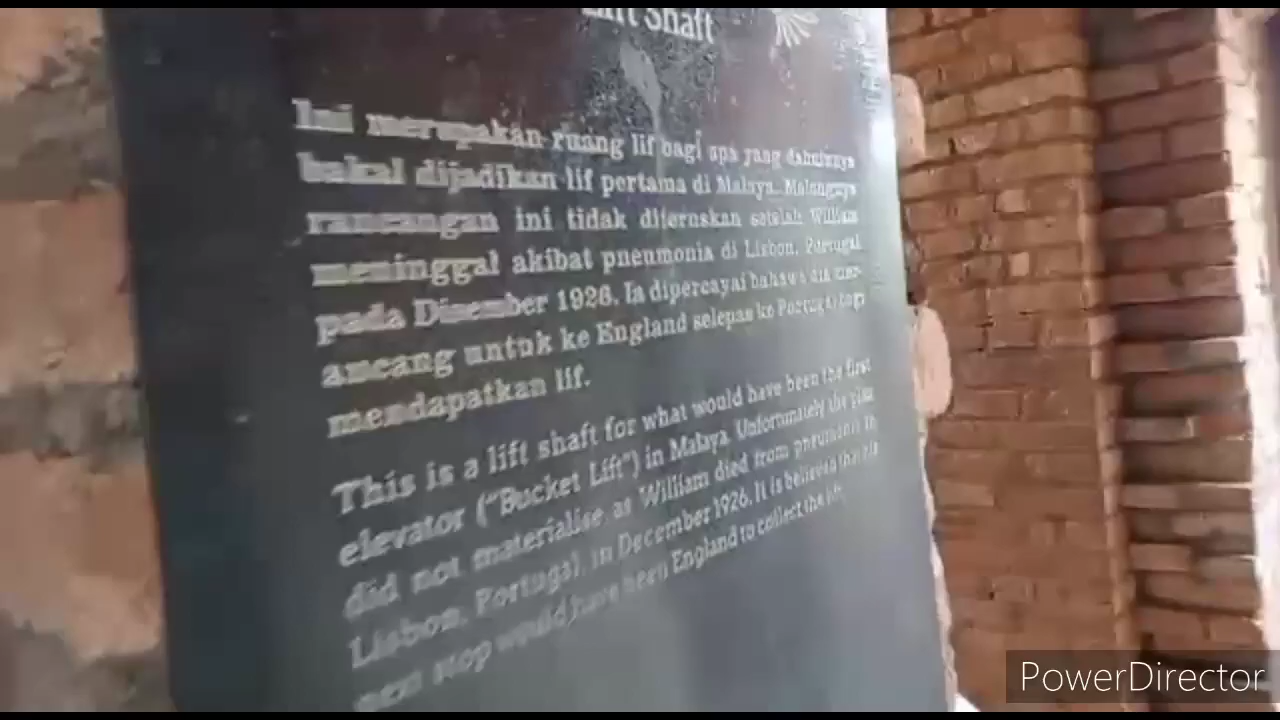 Lift Shaft
Ini merupakan ruang lif bagi apa yang dahulunya
bakal dijadikan lif pertama di Malaya. Malangnya
rancangan ini tidak diteruskan setelah William
meninggal akibat pneumonia di Lisbon, Portugal
pada Disember 1926. Ia dipercayai bahawa dia mer-
ancang untuk ke England selepas ke Portugal bagi
mendapatkan lif.
This is a lift shaft for what would have been the first
elevator ("Bucket Lift") in Malaya. Unfortunately the plan
did not materialise as William died from pneumonia in
Lisbon, Portugal, in December 1926. It is believed that his
next stop would have been England to collect the lift.
PowerDirector